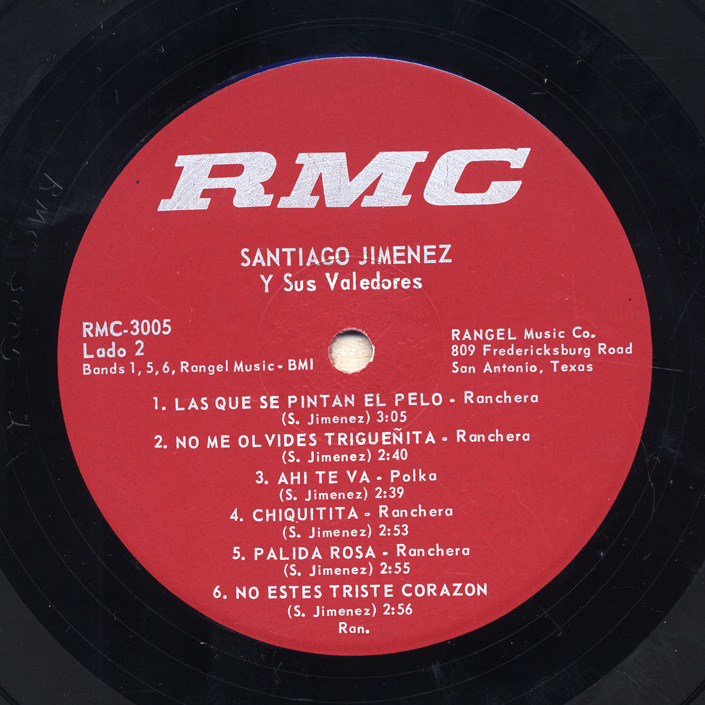 RMC
SANTIAGO JIMENEZ
Y Sus Valedores
RMC-3005
Lado 2
Bands 1, 5, 6, Rangel Music - BMI
RANGEL Music Co.
809 Fredericksburg Road
San Antonio, Texas
1. LAS QUE SE PINTAN EL PELO - Ranchera
(S. Jimenez) 3:05
2. NO ME OLVIDES TRIGUEÑITA - Ranchera
(S. Jimenez) 2:40
3. AHI TE VA - Polka
(S. Jimenez) 2:39
4. CHIQUITITA - Ranchera
(S. Jimenez) 2:53
5. PALIDA ROSA - Ranchera
(S. Jimenez) 2:55
6. NO ESTES TRISTE CORAZON
(S. Jimenez) 2:56
Ran.
RMC 3005-2